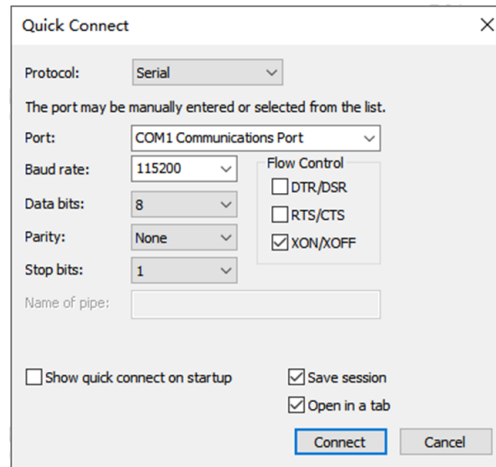 Quick Connect
Protocol: Serial
The port may be manually entered or selected from the list.
Port: COM1 Communications Port
Baud rate: 115200 Flow Control
DTR/DSR
Data bits: 8 RTS/CTS
Parity: None XON/XOFF
Stop bits: 1
Name of pipe:
Show quick connect on startup Save session
Open in a tab
Connect Cancel